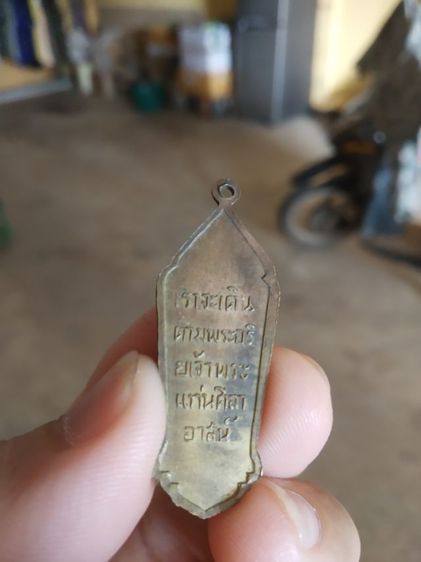 เราจะเดิน
ตามพระอริ
ยเจ้าพระ
แท่นศิลา
อาสน์